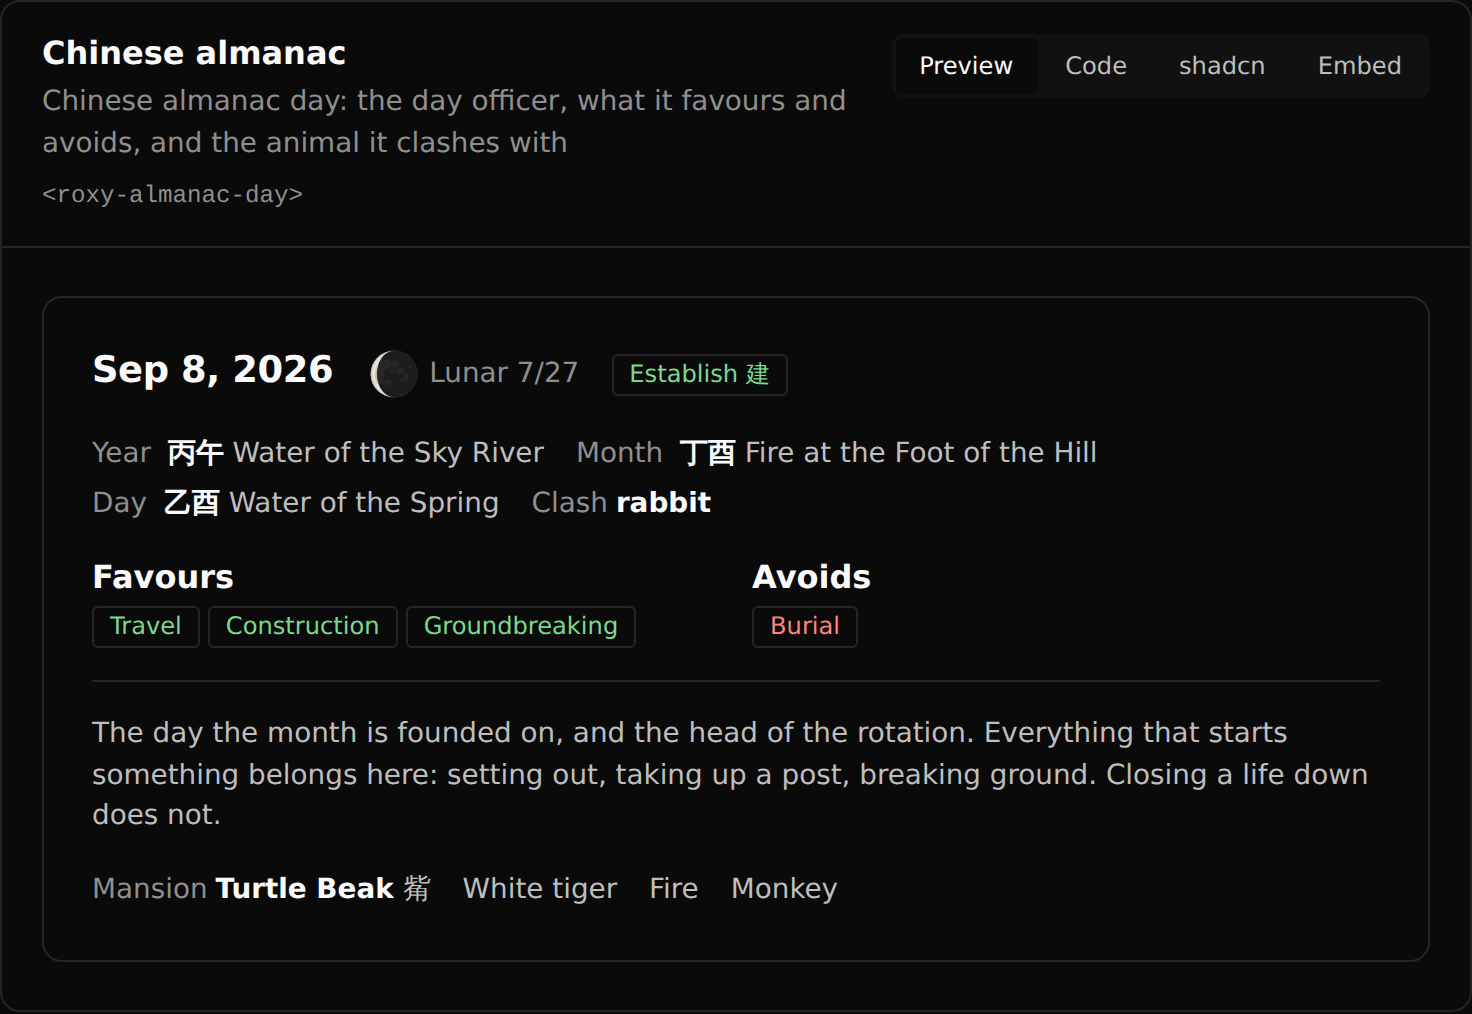 Chinese almanac
Preview Code shadcn Embed
Chinese almanac day: the day officer, what it favours and
avoids, and the animal it clashes with
<roxy-almanac-day>
Sep 8, 2026 Lunar 7/27 Establish 建
Year 丙午 Water of the Sky River Month 丁酉 Fire at the Foot of the Hill
Day 乙酉 Water of the Spring Clash rabbit
Favours Avoids
Travel Construction Groundbreaking Burial
The day the month is founded on, and the head of the rotation. Everything that starts
something belongs here: setting out, taking up a post, breaking ground. Closing a life down
does not.
Mansion Turtle Beak 觜 White tiger Fire Monkey